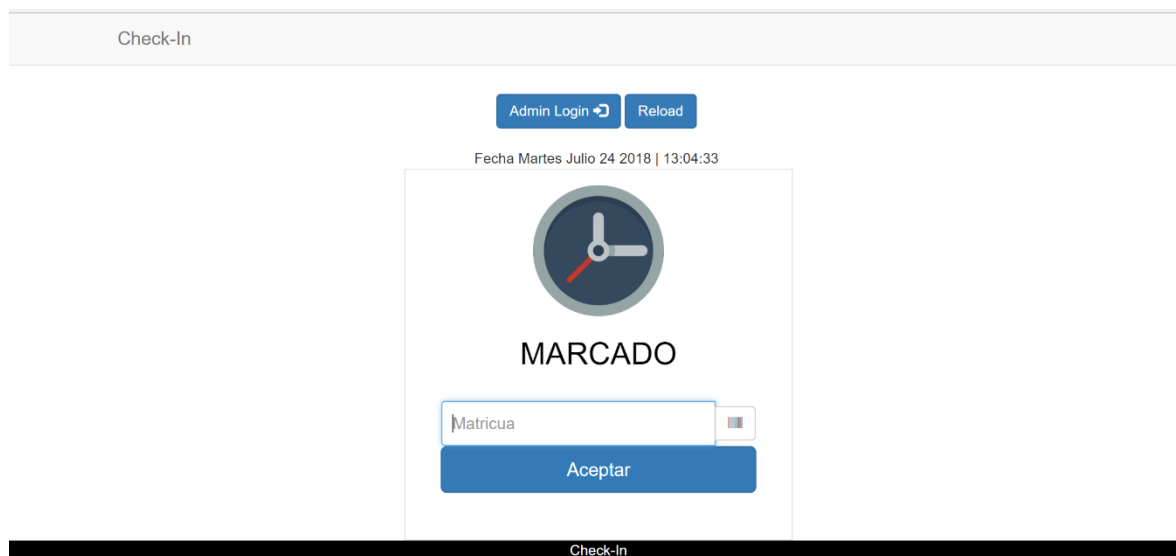 Check-In
Admin Login Reload
Fecha Martes Julio 24 2018 | 13:04:33
MARCADO
Matricua
Aceptar
Check-In